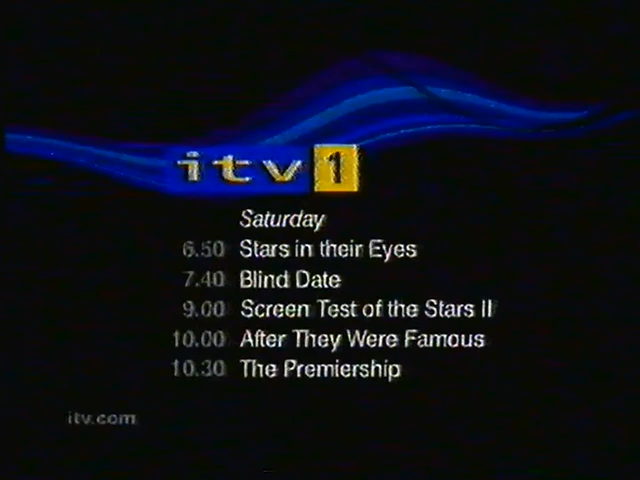 itv1
Saturday
6.50 Stars in their Eyes
7.40 Blind Date
9.00 Screen Test of the Stars II
10.00 After They Were Famous
10.30 The Premiership
itv.com